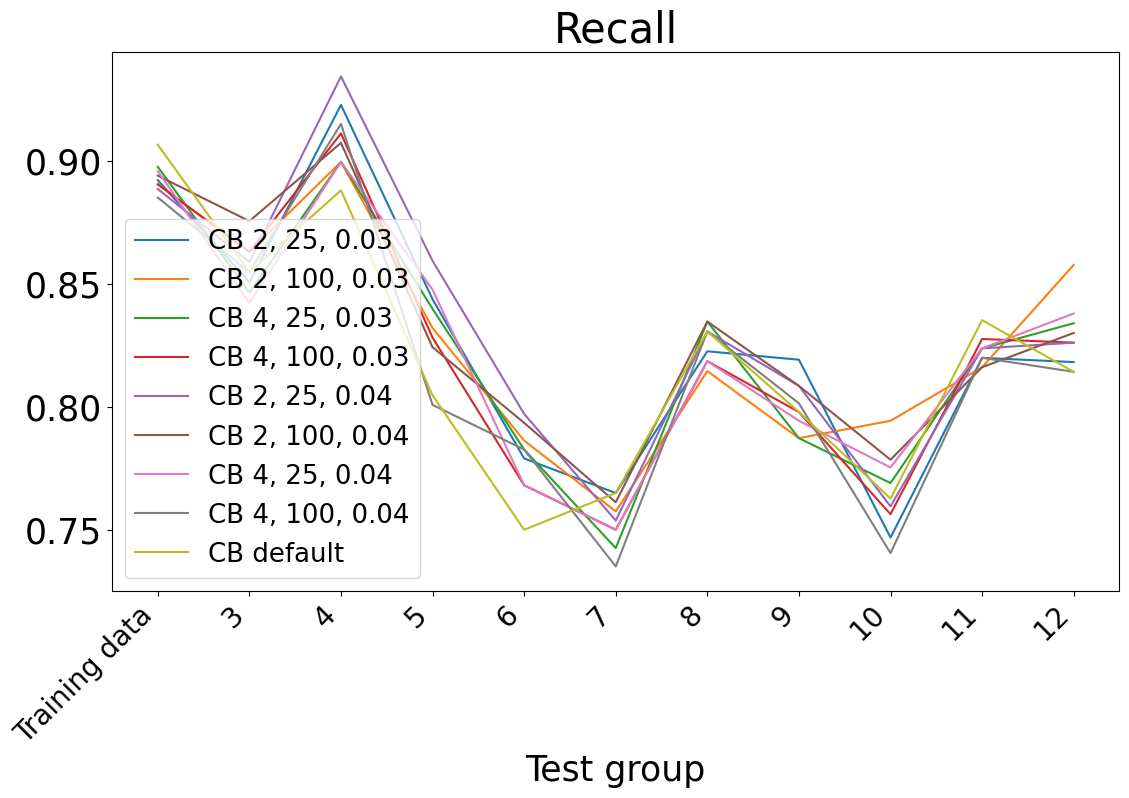 Recall
0.90
0.85
0.80
0.75
CB 2, 25, 0.03
CB 2, 100, 0.03
CB 4, 25, 0.03
CB 4, 100, 0.03
CB 2, 25, 0.04
CB 2, 100, 0.04
CB 4, 25, 0.04
CB 4, 100, 0.04
CB default
Training data
3
4
5
6
7
8
9
10
11
12
Test group